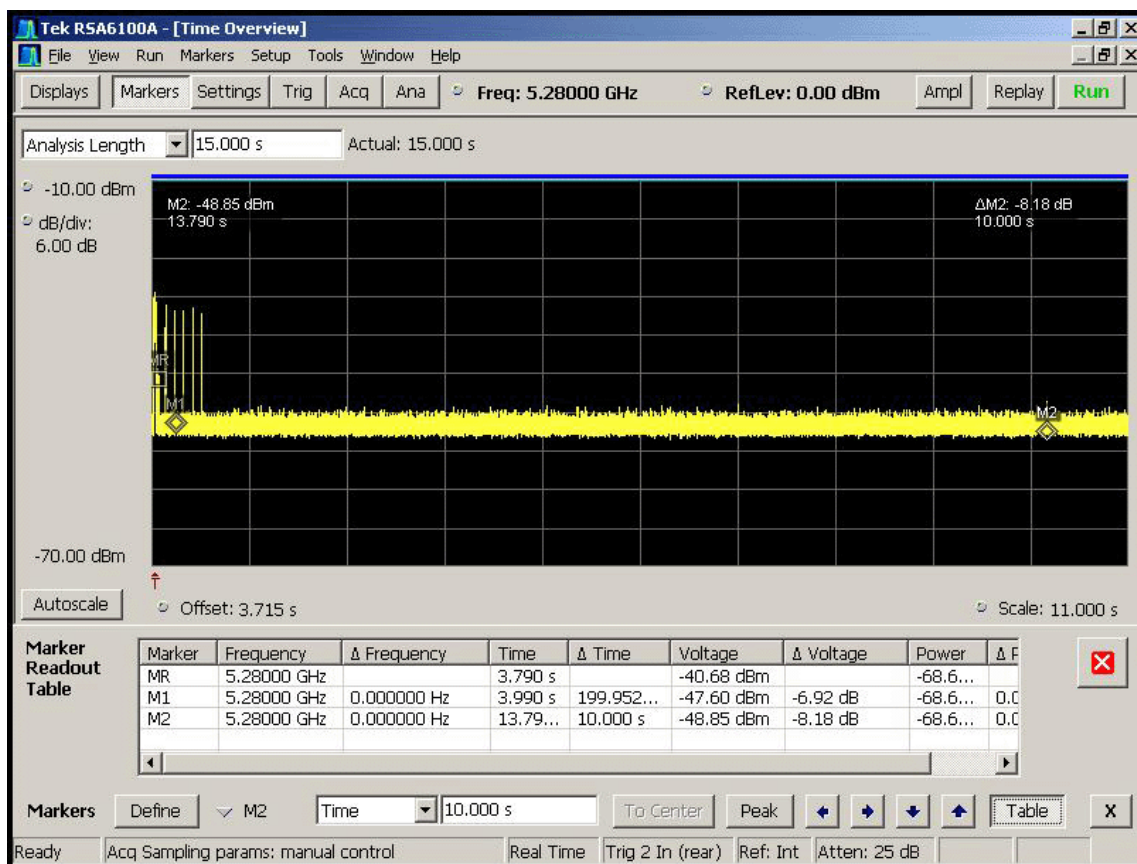 Tek RSA6100A - [Time Overview]
File View Run Markers Setup Tools Window Help
Displays Markers Settings Trig Acq Ana Freq: 5.28000 GHz RefLev: 0.00 dBm Ampl Replay Run
Analysis Length 15.000 s Actual: 15.000 s
-10.00 dBm
dB/div:
6.00 dB
M2: -48.85 dBm
13.790 s
ΔM2: -8.18 dB
10.000 s
MR
M1
M2
-70.00 dBm
Autoscale Offset: 3.715 s Scale: 11.000 s
Marker
Readout
Table
Marker Frequency Δ Frequency Time Δ Time Voltage Δ Voltage Power Δ F
MR 5.28000 GHz 3.790 s -40.68 dBm -68.6...
M1 5.28000 GHz 0.000000 Hz 3.990 s 199.952... -47.60 dBm -6.92 dB -68.6... 0.0
M2 5.28000 GHz 0.000000 Hz 13.79... 10.000 s -48.85 dBm -8.18 dB -68.6... 0.0
Markers Define M2 Time 10.000 s To Center Peak Table X
Ready Acq Sampling params: manual control Real Time Trig 2 In (rear) Ref: Int Atten: 25 dB